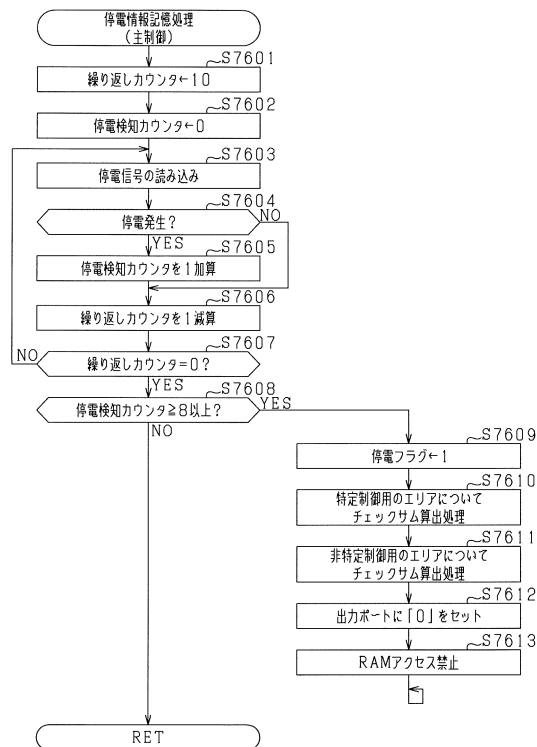 停電情報記憶処理
(主制御)
S7601
繰り返しカウンタ←10
S7602
停電検知カウンタ←0
S7603
停電信号の読み込み
S7604
停電発生?
NO
YES
S7605
停電検知カウンタを1加算
S7606
繰り返しカウンタを1減算
S7607
繰り返しカウンタ=0?
NO
YES
S7608
停電検知カウンタ≧8以上?
YES
NO
S7609
停電フラグ←1
S7610
特定制御用のエリアについて
チェックサム算出処理
S7611
非特定制御用のエリアについて
チェックサム算出処理
S7612
出力ポートに「0」をセット
S7613
RAMアクセス禁止
RET